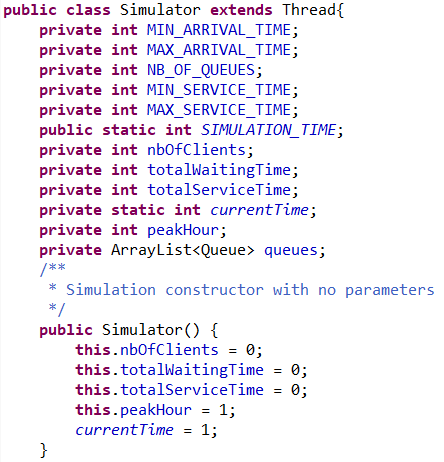 public class Simulator extends Thread{
    private int MIN_ARRIVAL_TIME;
    private int MAX_ARRIVAL_TIME;
    private int NB_OF_QUEUES;
    private int MIN_SERVICE_TIME;
    private int MAX_SERVICE_TIME;
    public static int SIMULATION_TIME;
    private int nbOfClients;
    private int totalWaitingTime;
    private int totalServiceTime;
    private static int currentTime;
    private int peakHour;
    private ArrayList<Queue> queues;
    /**
     * Simulation constructor with no parameters
     */
    public Simulator() {
        this.nbOfClients = 0;
        this.totalWaitingTime = 0;
        this.totalServiceTime = 0;
        this.peakHour = 1;
        currentTime = 1;
    }